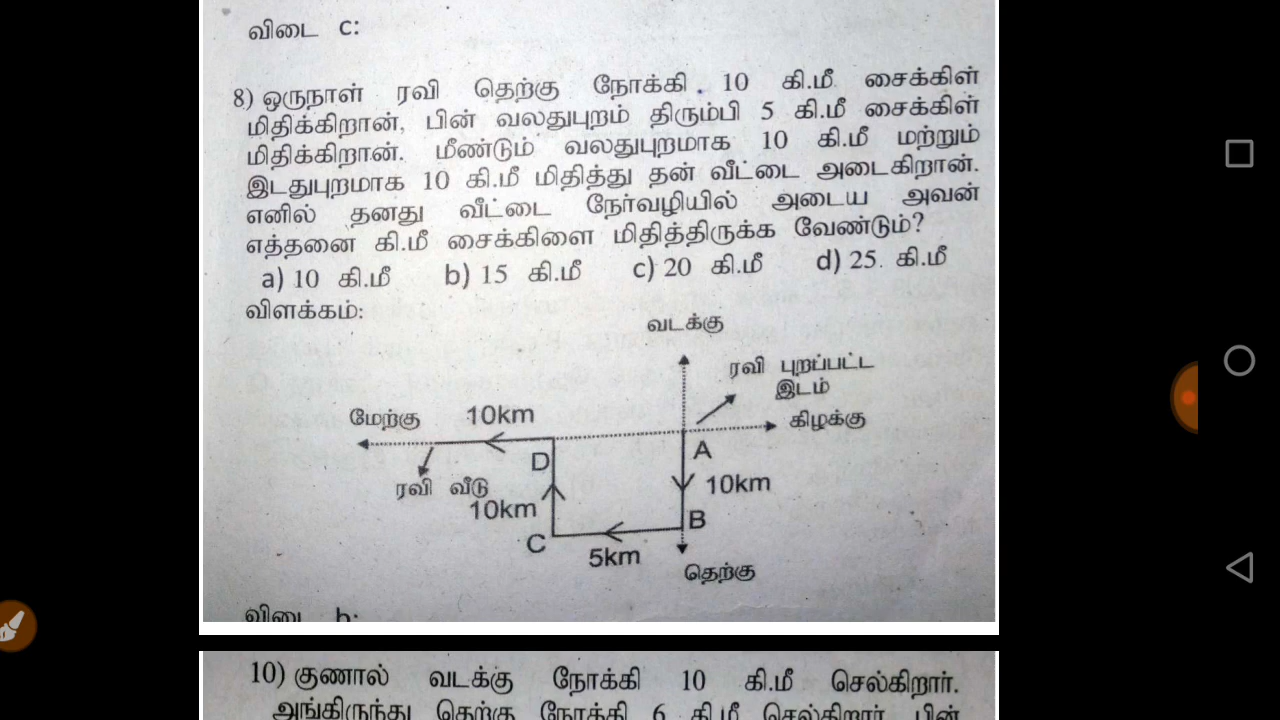 விடை c:
8) ஒருநாள் ரவி தெற்கு நோக்கி 10 கி.மீ. சைக்கிள்
மிதிக்கிறான், பின் வலதுபுறம் திரும்பி 5 கி.மீ சைக்கிள்
மிதிக்கிறான். மீண்டும் வலதுபுறமாக 10 கி.மீ மற்றும்
இடதுபுறமாக 10 கி.மீ மிதித்து தன் வீட்டை அடைகிறான்.
எனில் தனது வீட்டை நேர்வழியில் அடைய அவன்
எத்தனை கி.மீ சைக்கிளை மிதித்திருக்க வேண்டும்?
a) 10 கி.மீ b) 15 கி.மீ c) 20 கி.மீ d) 25. கி.மீ
விளக்கம்:
வடக்கு
ரவி புறப்பட்ட
இடம்
மேற்கு 10km கிழக்கு
D A
ரவி வீடு 10km
10km B
C
5km
தெற்கு
விடை b:
10) குணால் வடக்கு நோக்கி 10 கி.மீ செல்கிறார்.
அங்கிருந்து தெற்கு நோக்கி 6 கி.மீ செல்கிறார் பின்